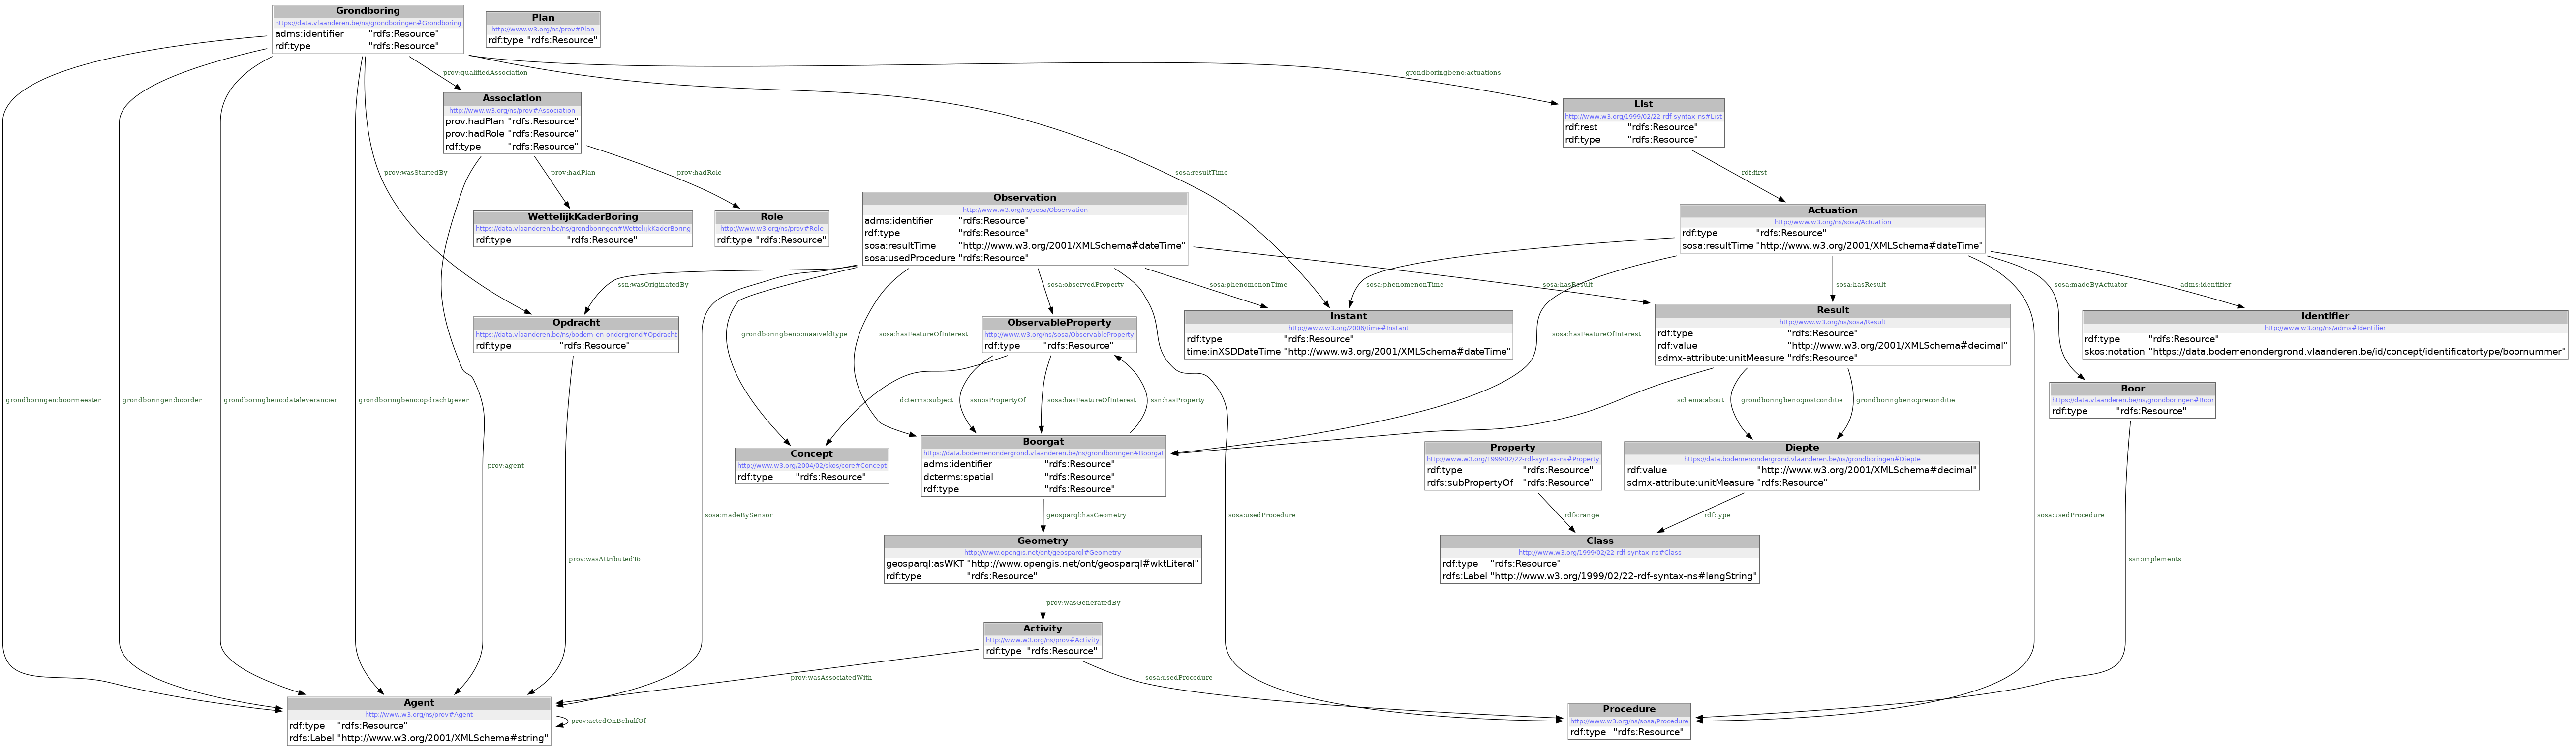 Grondboring
https://data.vlaanderen.be/ns/grondboringen#Grondboring
adms:identifier "rdfs:Resource"
rdf:type "rdfs:Resource"
Plan
http://www.w3.org/ns/prov#Plan
rdf:type "rdfs:Resource"
prov:qualifiedAssociation
grondboringbeno:actuations
Association
http://www.w3.org/ns/prov#Association
prov:hadPlan "rdfs:Resource"
prov:hadRole "rdfs:Resource"
rdf:type "rdfs:Resource"
List
http://www.w3.org/1999/02/22-rdf-syntax-ns#List
rdf:rest "rdfs:Resource"
rdf:type "rdfs:Resource"
prov:wasStartedBy
prov:hadPlan
prov:hadRole
sosa:resultTime
rdf:first
WettelijkKaderBoring
https://data.vlaanderen.be/ns/grondboringen#WettelijkKaderBoring
rdf:type "rdfs:Resource"
Role
http://www.w3.org/ns/prov#Role
rdf:type "rdfs:Resource"
Observation
http://www.w3.org/ns/sosa/Observation
adms:identifier "rdfs:Resource"
rdf:type "rdfs:Resource"
sosa:resultTime "http://www.w3.org/2001/XMLSchema#dateTime"
sosa:usedProcedure "rdfs:Resource"
Actuation
http://www.w3.org/ns/sosa/Actuation
rdf:type "rdfs:Resource"
sosa:resultTime "http://www.w3.org/2001/XMLSchema#dateTime"
ssn:wasOriginatedBy
sosa:observedProperty
sosa:phenomenonTime
sosa:phenomenonTime
sosa:hasResult
sosa:hasResult
sosa:madeByActuator
adms:identifier
Opdracht
https://data.vlaanderen.be/ns/bodem-en-ondergrond#Opdracht
rdf:type "rdfs:Resource"
grondboringbeno:maaiveldtype
sosa:hasFeatureOfInterest
ObservableProperty
http://www.w3.org/ns/sosa/ObservableProperty
rdf:type "rdfs:Resource"
Instant
http://www.w3.org/2006/time#Instant
rdf:type "rdfs:Resource"
time:inXSDDateTime "http://www.w3.org/2001/XMLSchema#dateTime"
sosa:hasFeatureOfInterest
Result
http://www.w3.org/ns/sosa/Result
rdf:type "rdfs:Resource"
rdf:value "http://www.w3.org/2001/XMLSchema#decimal"
sdmx-attribute:unitMeasure "rdfs:Resource"
Identifier
http://www.w3.org/ns/adms#Identifier
rdf:type "rdfs:Resource"
skos:notation "https://data.bodemenondergrond.vlaanderen.be/id/concept/identificatortype/boornummer"
Boor
https://data.vlaanderen.be/ns/grondboringen#Boor
rdf:type "rdfs:Resource"
grondboringen:boormeester
grondboringen:boorder
grondboringbeno:dataleverancier
grondboringbeno:opdrachtgever
dcterms:subject
ssn:isPropertyOf
sosa:hasFeatureOfInterest
ssn:hasProperty
schema:about
grondboringbeno:postconditie
grondboringbeno:preconditie
prov:agent
Concept
http://www.w3.org/2004/02/skos/core#Concept
rdf:type "rdfs:Resource"
Boorgat
https://data.bodemenondergrond.vlaanderen.be/ns/grondboringen#Boorgat
adms:identifier "rdfs:Resource"
dcterms:spatial "rdfs:Resource"
rdf:type "rdfs:Resource"
Property
http://www.w3.org/1999/02/22-rdf-syntax-ns#Property
rdf:type "rdfs:Resource"
rdfs:subPropertyOf "rdfs:Resource"
Diepte
https://data.bodemenondergrond.vlaanderen.be/ns/grondboringen#Diepte
rdf:value "http://www.w3.org/2001/XMLSchema#decimal"
sdmx-attribute:unitMeasure "rdfs:Resource"
sosa:madeBySensor
geosparql:hasGeometry
sosa:usedProcedure
rdfs:range
rdf:type
sosa:usedProcedure
prov:wasAttributedTo
Geometry
http://www.opengis.net/ont/geosparql#Geometry
geosparql:asWKT "http://www.opengis.net/ont/geosparql#wktLiteral"
rdf:type "rdfs:Resource"
Class
http://www.w3.org/1999/02/22-rdf-syntax-ns#Class
rdf:type "rdfs:Resource"
rdfs:Label "http://www.w3.org/1999/02/22-rdf-syntax-ns#langString"
ssn:implements
prov:wasGeneratedBy
Activity
http://www.w3.org/ns/prov#Activity
rdf:type "rdfs:Resource"
prov:wasAssociatedWith
sosa:usedProcedure
Agent
http://www.w3.org/ns/prov#Agent
rdf:type "rdfs:Resource"
rdfs:Label "http://www.w3.org/2001/XMLSchema#string"
prov:actedOnBehalfOf
Procedure
http://www.w3.org/ns/sosa/Procedure
rdf:type "rdfs:Resource"